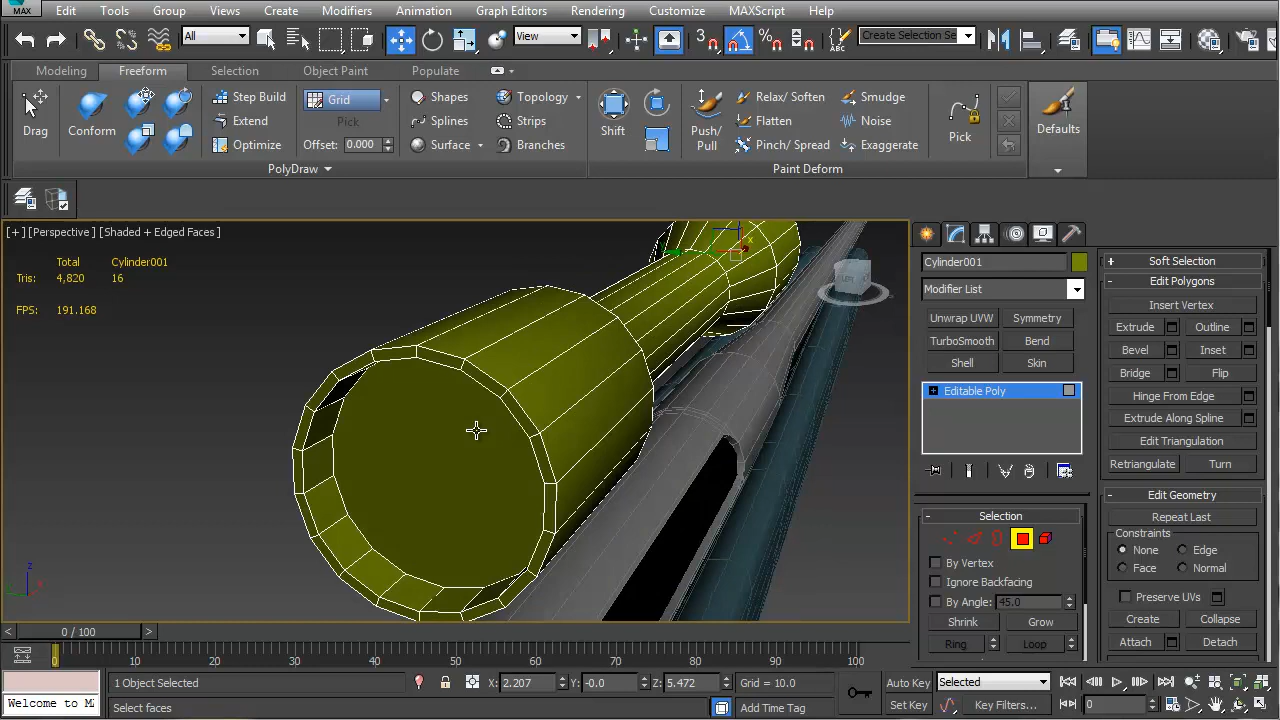 MAX Edit Tools Group Views Create Modifiers Animation Graph Editors Rendering Customize MAXScript Help
All View Create Selection Se
3 % ABC
Modeling Freeform Selection Object Paint Populate
Drag Conform Step Build Extend Optimize
Grid Pick Offset: 0.000
Shapes Splines Surface
Topology Strips Branches
Shift Push/ Pull
Relax/ Soften Flatten Pinch/ Spread
Smudge Noise Exaggerate
Pick Defaults
PolyDraw Paint Deform
[ + ] [Perspective ] [Shaded + Edged Faces ]
Total Cylinder001
Tris: 4,820 16
FPS: 191.168
z
x
Cylinder001
Modifier List
Unwrap UVW Symmetry
TurboSmooth Bend
Shell Skin
Editable Poly
- Selection
By Vertex
Ignore Backfacing
By Angle: 45.0
Shrink Grow
Ring Loop
+ Soft Selection
- Edit Polygons
Insert Vertex
Extrude Outline
Bevel Inset
Bridge Flip
Hinge From Edge
Extrude Along Spline
Edit Triangulation
Retriangulate Turn
- Edit Geometry
Repeat Last
Constraints
None Edge
Face Normal
Preserve UVs
Create Collapse
Attach Detach
< 0 / 100 >
0 10 20 30 40 50 60 70 80 90 100
1 Object Selected X: 2.207 Y: -0.0 Z: 5.472 Grid = 10.0 Auto Key Selected
Welcome to M Select faces Add Time Tag Set Key Key Filters... 0